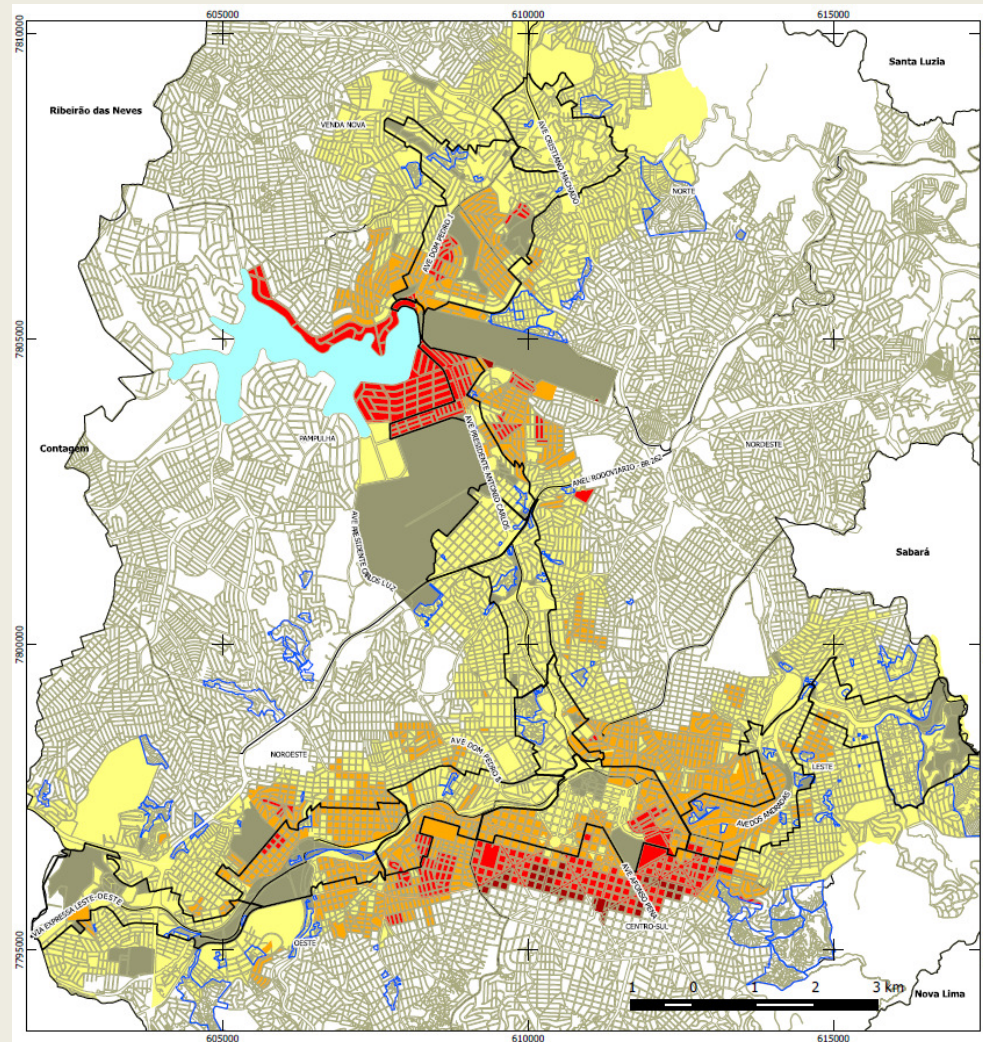 605000
610000
615000
7810000
Santa Luzia
Ribeirão das Neves
VENDA NOVA
AVE CRISTIANO MACHADO
NORTE
AVE DOM PEDRO I
7805000
PAMPULHA
Contagem
AVE PRESIDENTE ANTONIO CARLOS
NORDESTE
ANEL RODOVIARIO - BR 262
AVE PRESIDENTE CARLOS LUZ
Sabará
7800000
NOROESTE
AVE DOM PEDRO II
LESTE
AVE DOS ANDRADAS
AVE AFONSO PENA
VIA EXPRESSA LESTE-OESTE
CENTRO-SUL
OESTE
7795000
1 0 1 2 3 km
Nova Lima
605000
610000
615000